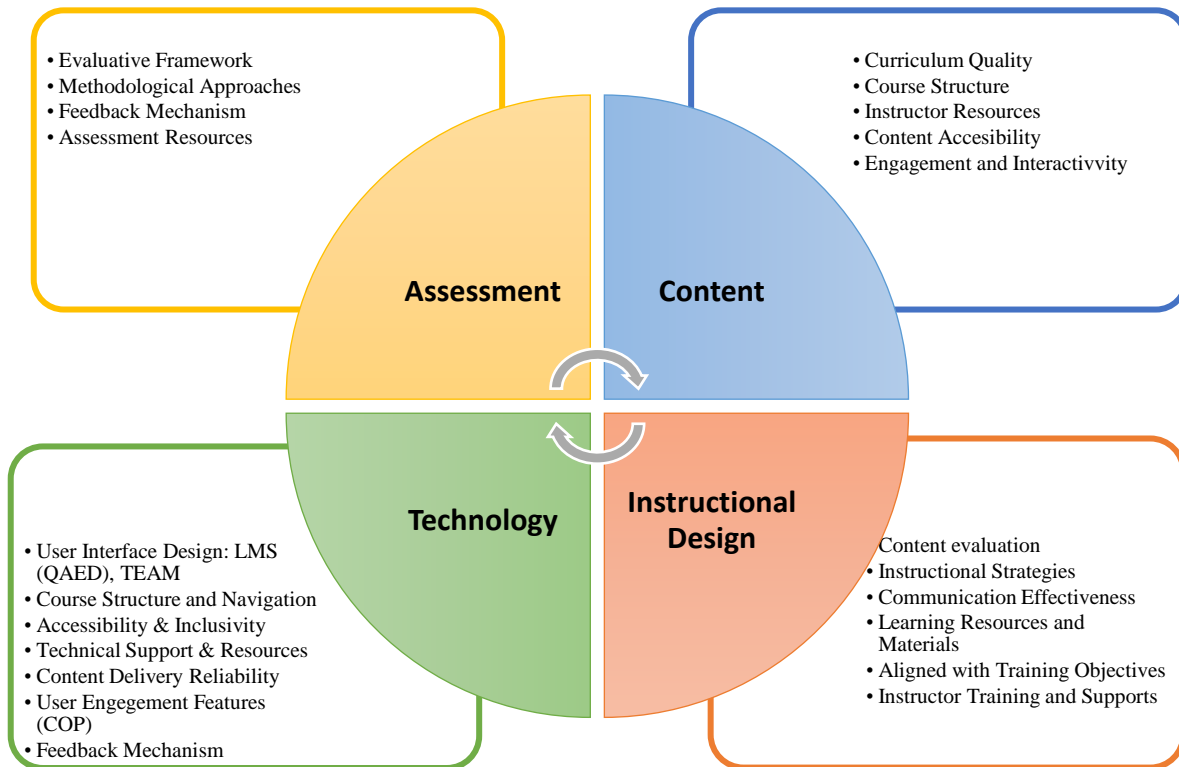 • Evaluative Framework
• Methodological Approaches
• Feedback Mechanism
• Assessment Resources
• Curriculum Quality
• Course Structure
• Instructor Resources
• Content Accesibility
• Engagement and Interactivvity
Assessment
Content
Technology
Instructional
Design
• User Interface Design: LMS
(QAED), TEAM
• Course Structure and Navigation
• Accessibility & Inclusivity
• Technical Support & Resources
• Content Delivery Reliability
• User Engegement Features
(COP)
• Feedback Mechanism
Content evaluation
• Instructional Strategies
• Communication Effectiveness
• Learning Resources and
Materials
• Aligned with Training Objectives
• Instructor Training and Supports